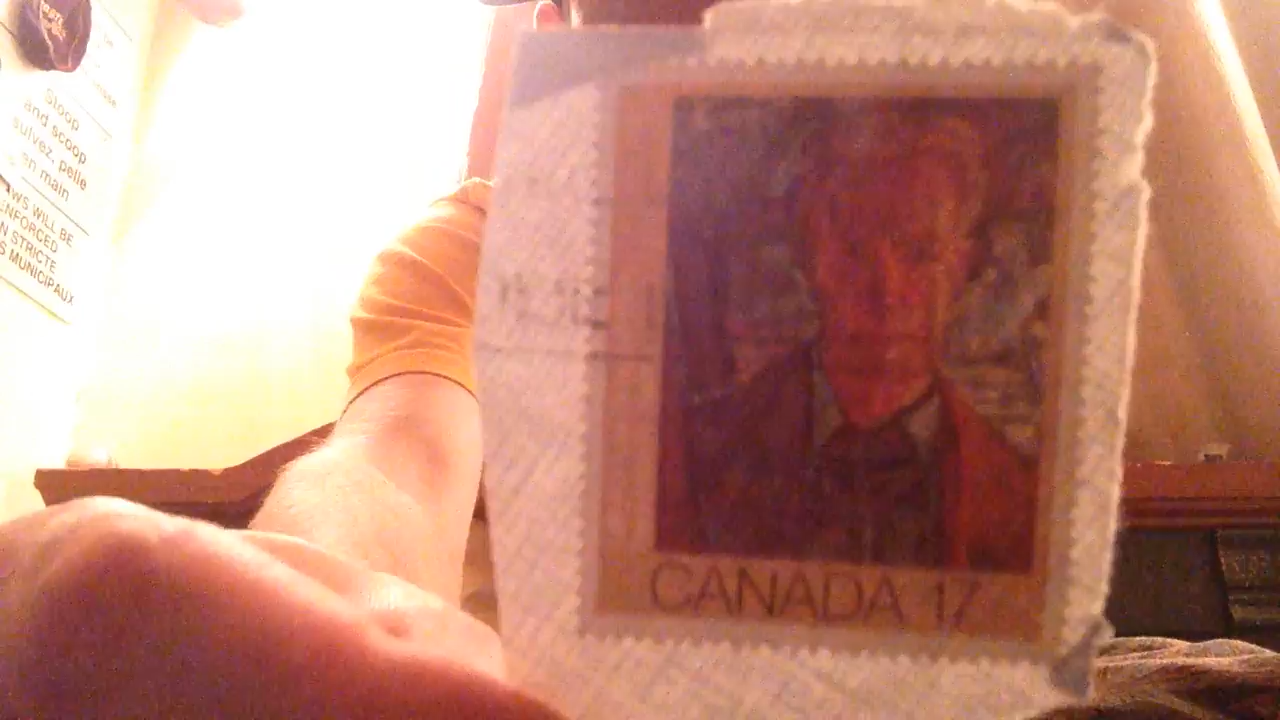 Stoop
and scoop
suivez, pelle
en main
WS WILL BE
ENFORCED
N STRICTE
S MUNICIPAUX
CANADA 17